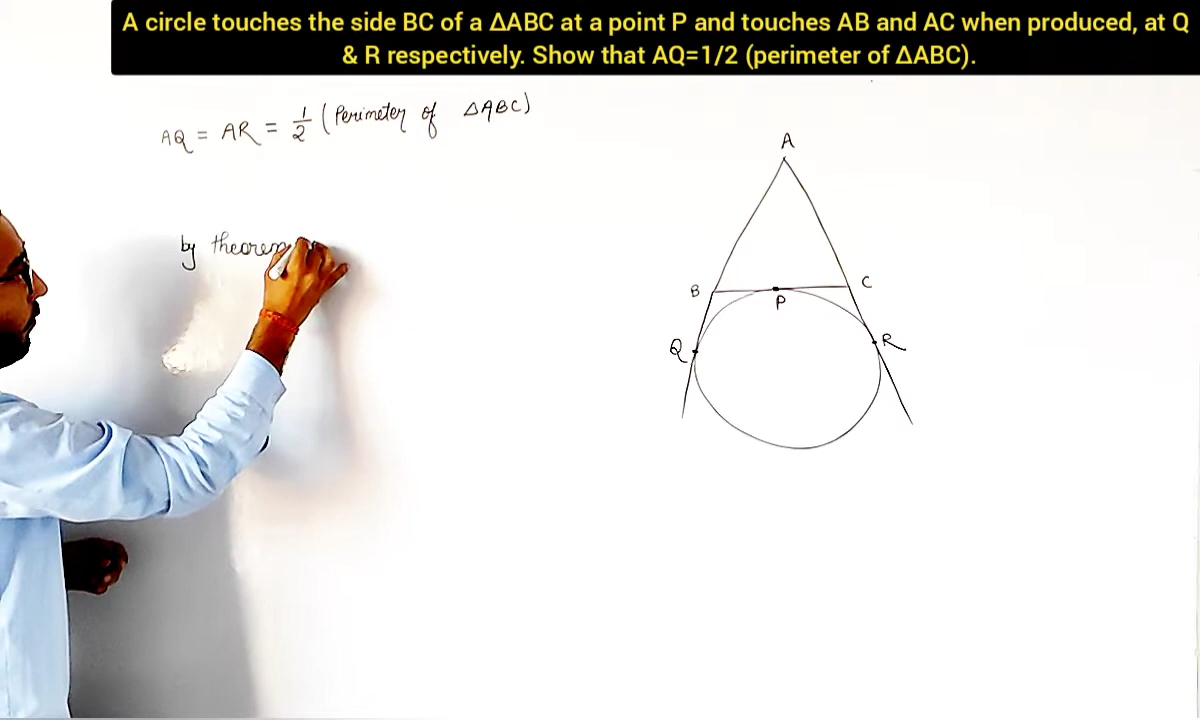 A circle touches the side BC of a ΔABC at a point P and touches AB and AC when produced, at Q
& R respectively. Show that AQ=1/2 (perimeter of ΔABC).
AQ = AR = 1/2 (Perimeter of ΔABC)
by theorem
A
B
C
P
Q
R